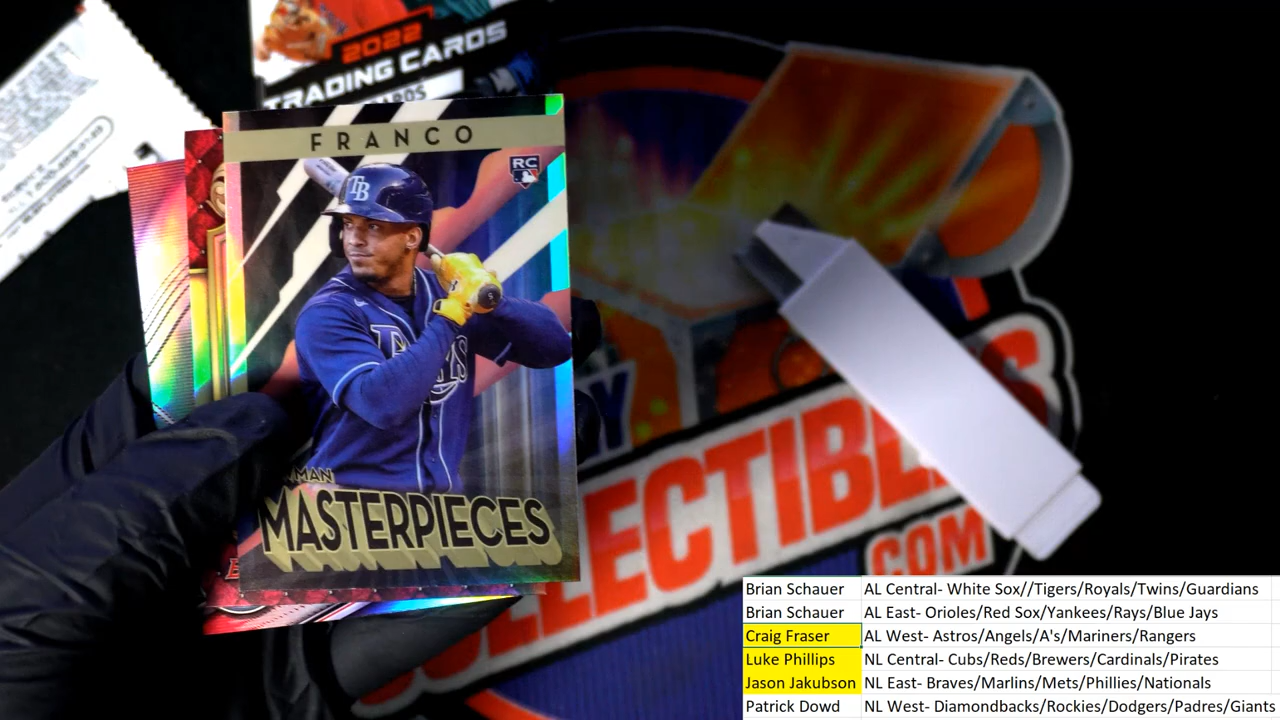 2022
TRADING CARDS
FRANCO
RC
TB
MASTERPIECES
COM
Brian Schauer AL Central- White Sox//Tigers/Royals/Twins/Guardians
Brian Schauer AL East- Orioles/Red Sox/Yankees/Rays/Blue Jays
Craig Fraser AL West- Astros/Angels/A's/Mariners/Rangers
Luke Phillips NL Central- Cubs/Reds/Brewers/Cardinals/Pirates
Jason Jakubson NL East- Braves/Marlins/Mets/Phillies/Nationals
Patrick Dowd NL West- Diamondbacks/Rockies/Dodgers/Padres/Giants